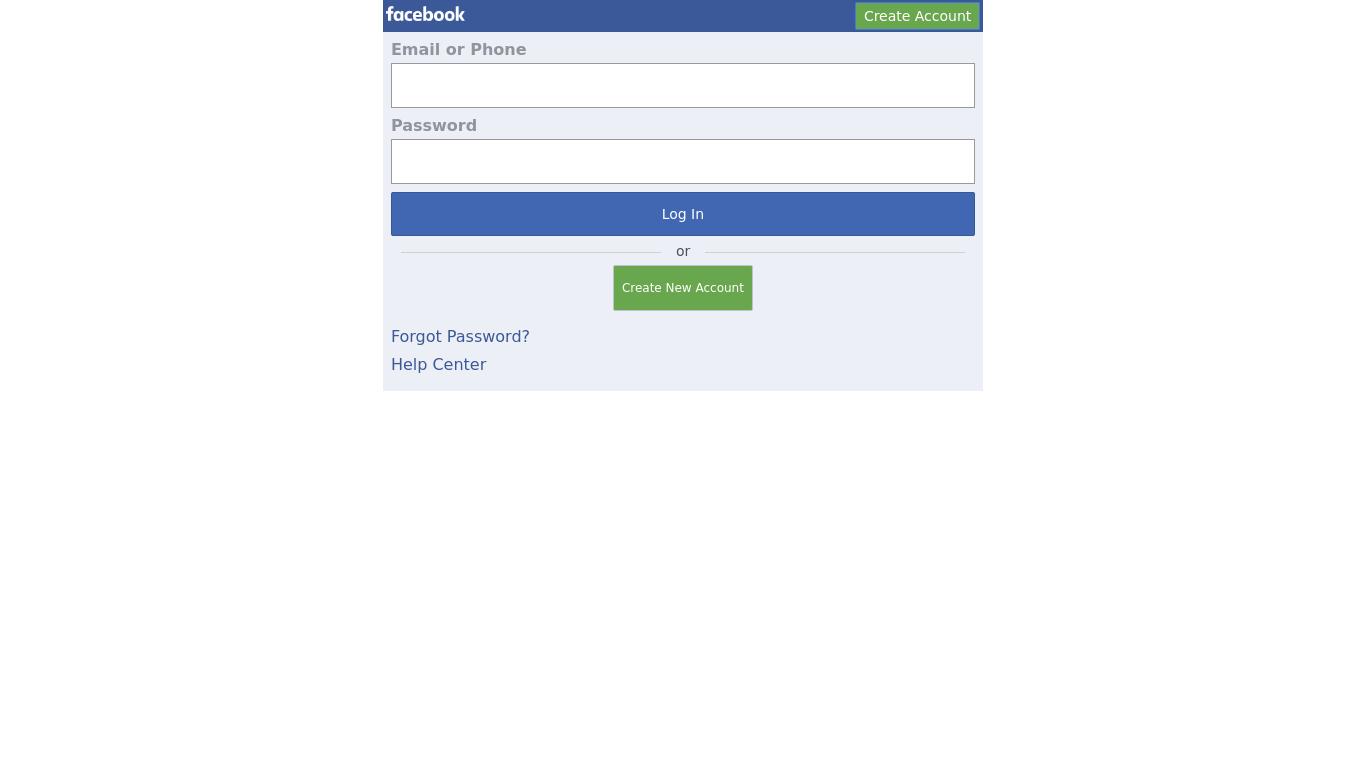 facebook
Create Account
Email or Phone
Password
Log In
or
Create New Account
Forgot Password?
Help Center